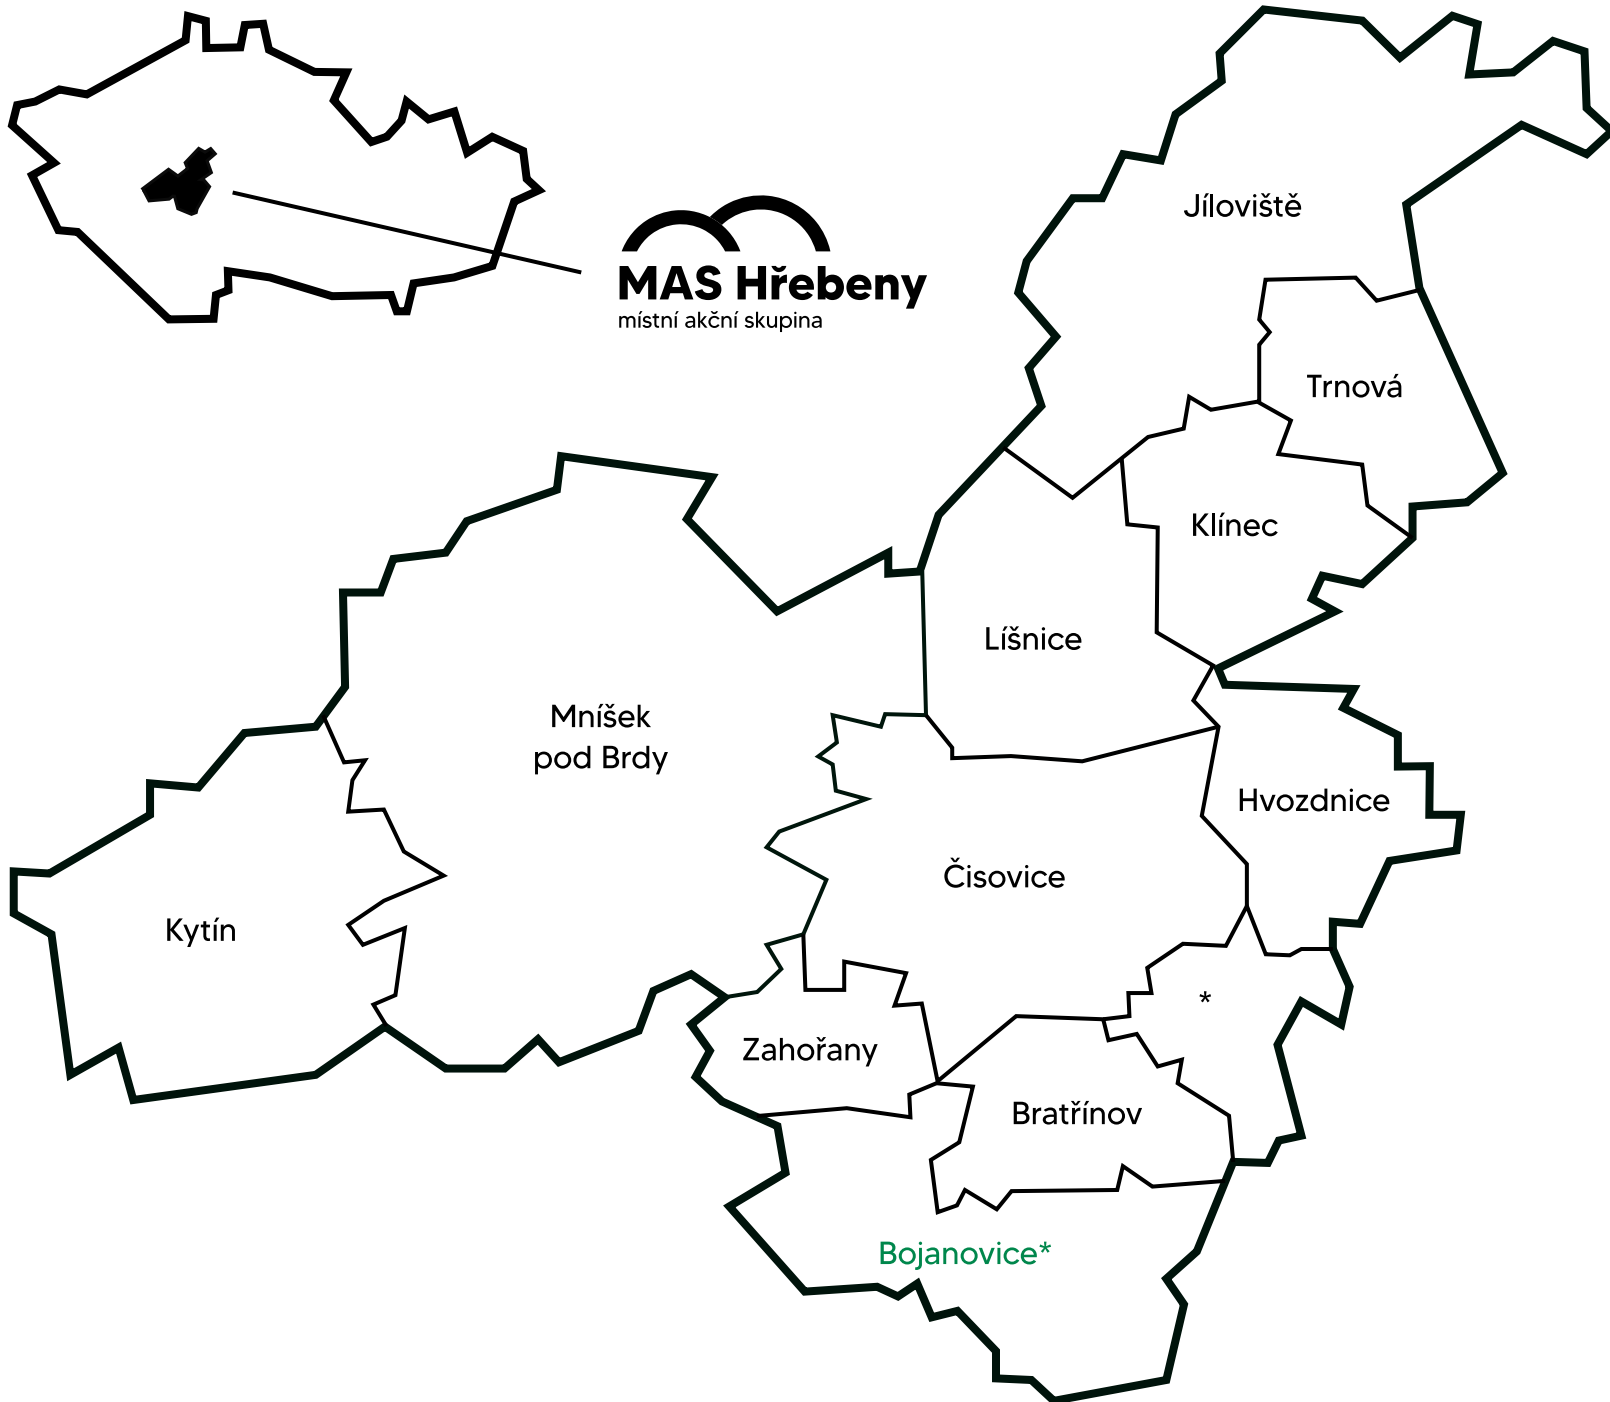 MAS Hřebeny
místní akční skupina
Jíloviště
Trnová
Klínec
Líšnice
Mníšek
pod Brdy
Hvozdnice
Čisovice
Kytín
*
Zahořany
Bratřínov
Bojanovice*